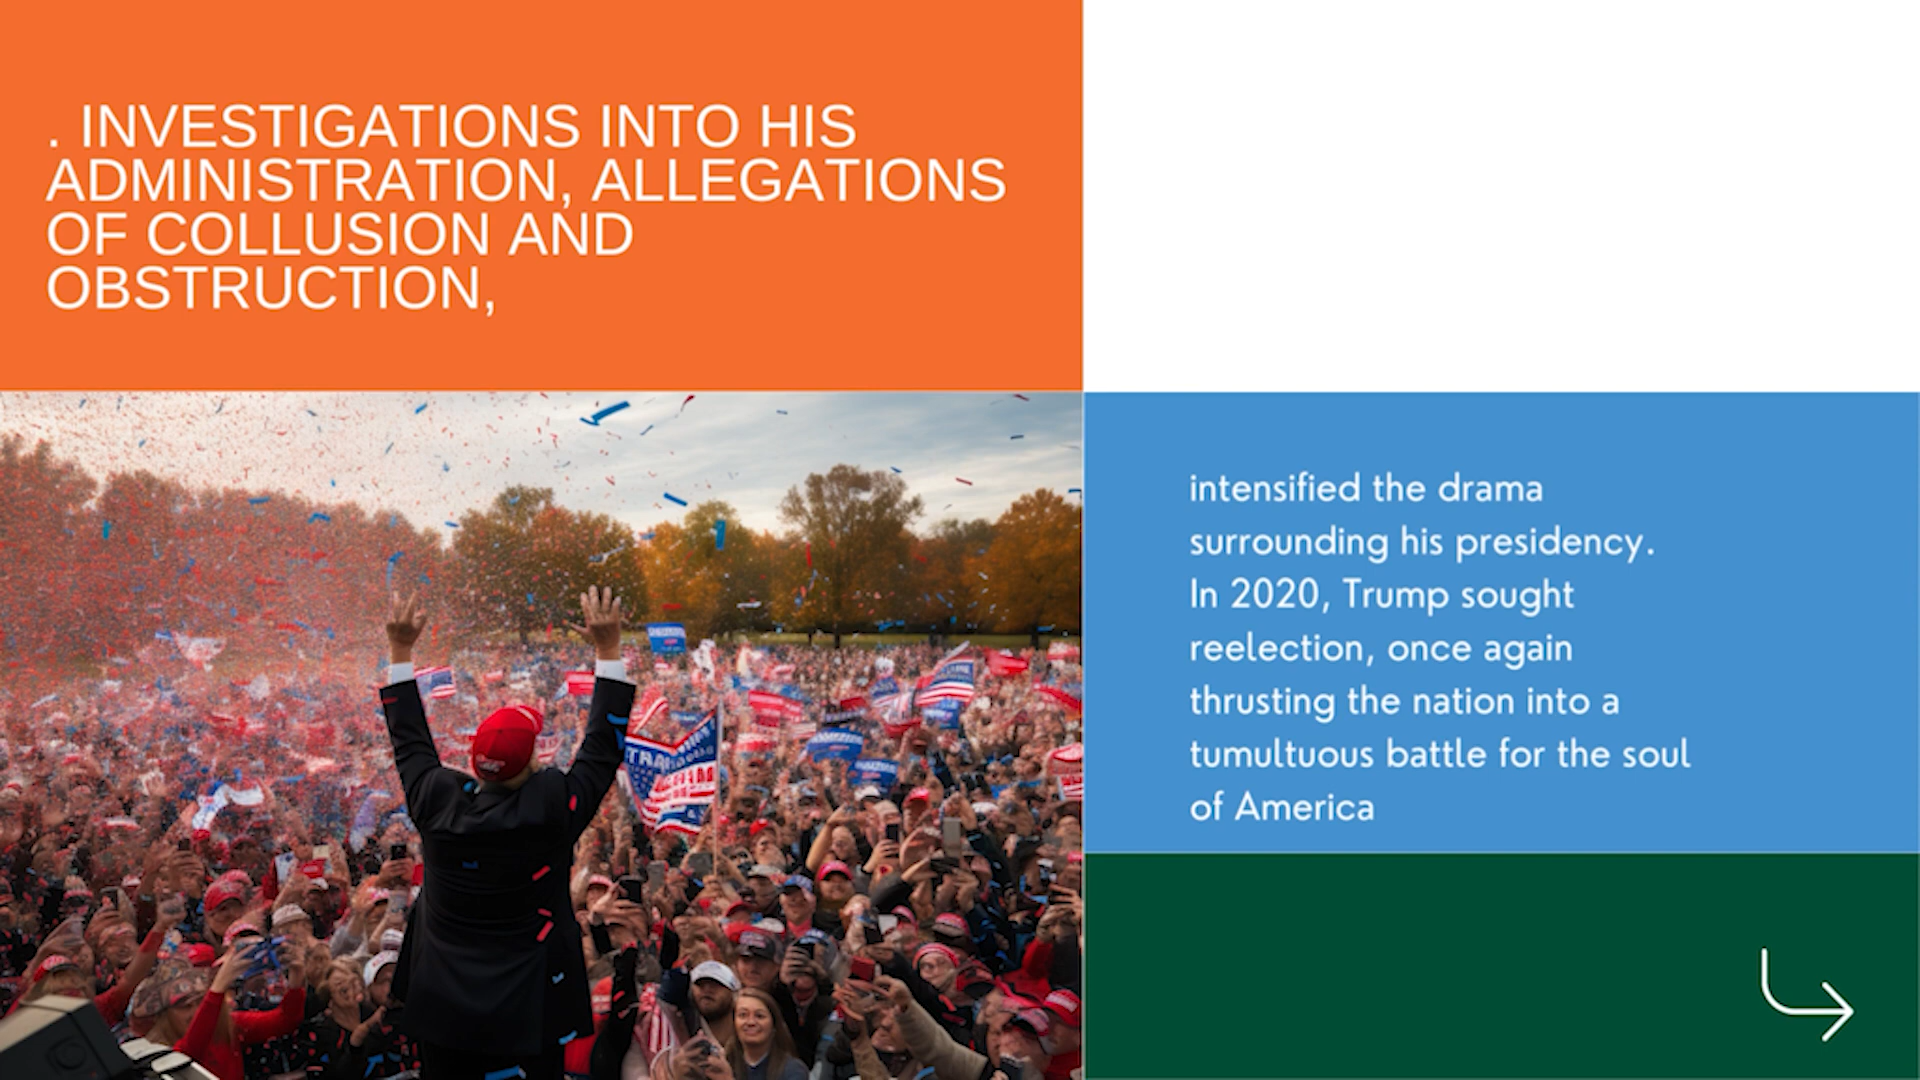 . INVESTIGATIONS INTO HIS
ADMINISTRATION, ALLEGATIONS
OF COLLUSION AND
OBSTRUCTION,
intensified the drama
surrounding his presidency.
In 2020, Trump sought
reelection, once again
thrusting the nation into a
tumultuous battle for the soul
of America